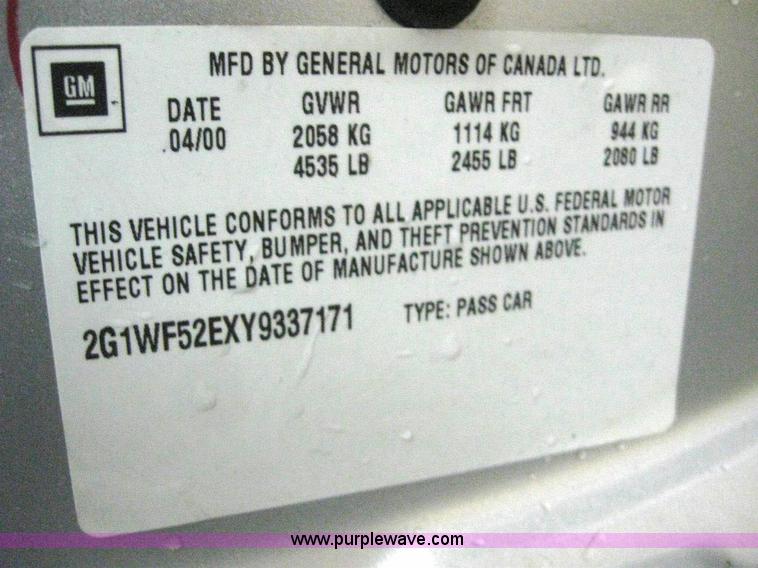 GM
MFD BY GENERAL MOTORS OF CANADA LTD.
DATE GVWR GAWR FRT GAWR RR
04/00 2058 KG 1114 KG 944 KG
4535 LB 2455 LB 2080 LB
THIS VEHICLE CONFORMS TO ALL APPLICABLE U.S. FEDERAL MOTOR
VEHICLE SAFETY, BUMPER, AND THEFT PREVENTION STANDARDS IN
EFFECT ON THE DATE OF MANUFACTURE SHOWN ABOVE.
2G1WF52EXY9337171 TYPE: PASS CAR
www.purplewave.com